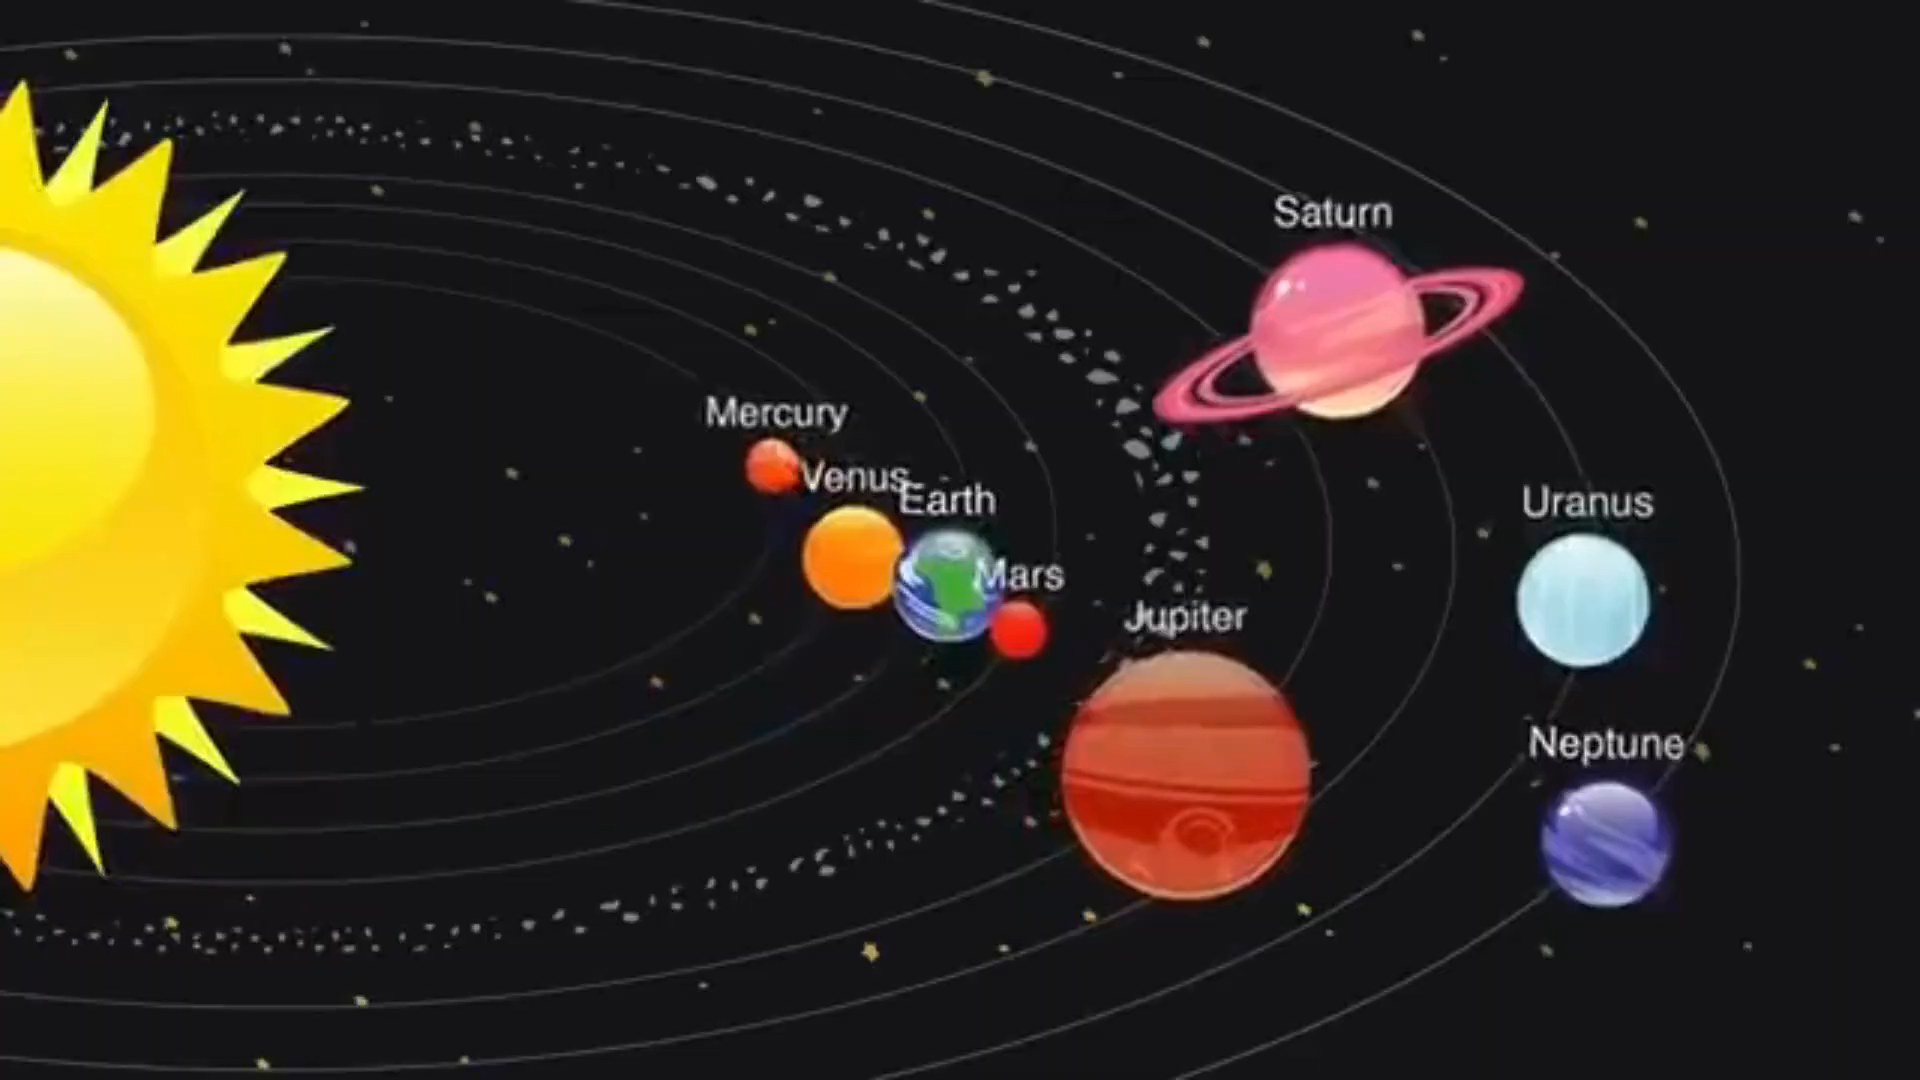 Saturn
Mercury
Venus
Earth
Uranus
Mars
Jupiter
Neptune